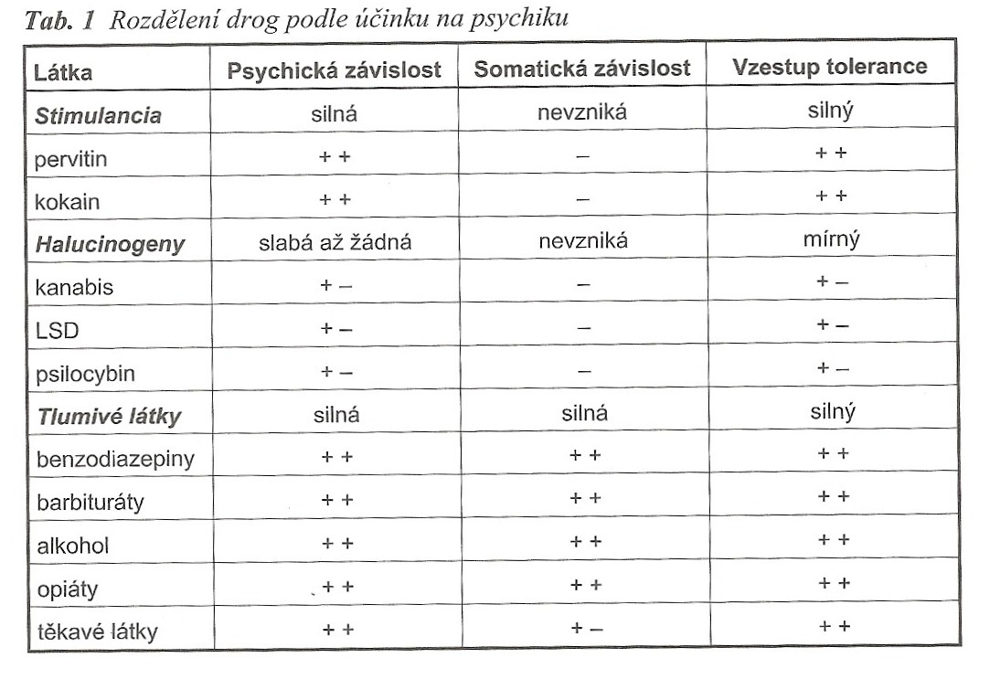 Tab. 1 Rozdělení drog podle účinku na psychiku
Látka Psychická závislost Somatická závislost Vzestup tolerance
Stimulancia silná nevzniká silný
pervitin + + – + +
kokain + + – + +
Halucinogeny slabá až žádná nevzniká mírný
kanabis + – – + –
LSD + – – + –
psilocybin + – – + –
Tlumivé látky silná silná silný
benzodiazepiny + + + + + +
barbituráty + + + + + +
alkohol + + + + + +
opiáty + + + + + +
těkavé látky + + + – + +